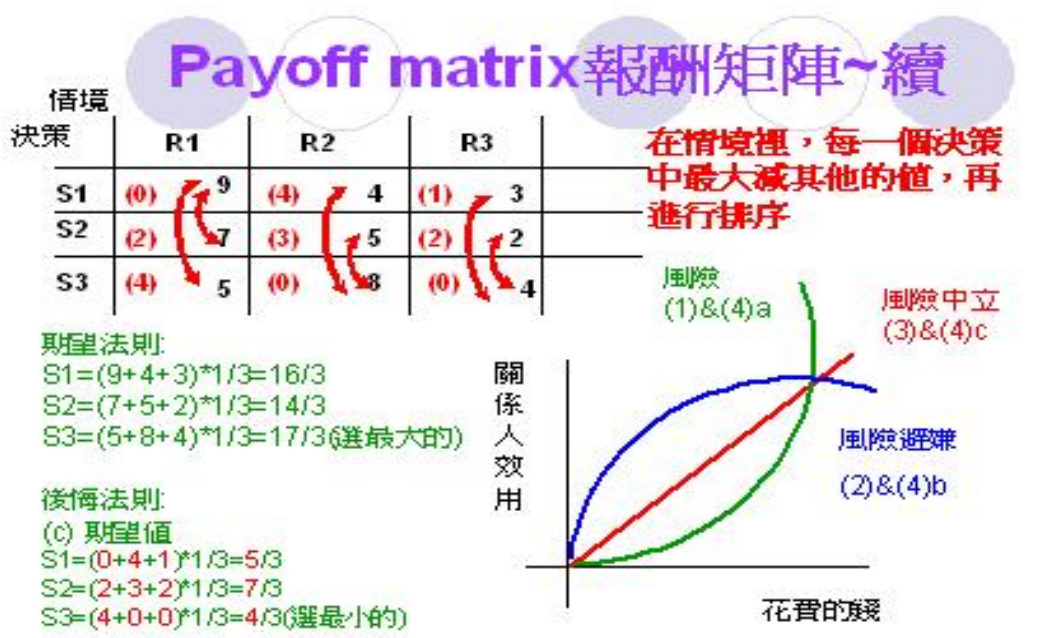 Payoff matrix報酬矩陣~續
情境
決策 R1 R2 R3
S1 (0) 9 (4) 4 (1) 3
S2 (2) 7 (3) 5 (2) 2
S3 (4) 5 (0) 8 (0) 4
在情境裡，每一個決策
中最大減其他的值，再
進行排序
期望法則:
S1=(9+4+3)*1/3=16/3
S2=(7+5+2)*1/3=14/3
S3=(5+8+4)*1/3=17/3(選最大的)
後悔法則:
(c) 期望值
S1=(0+4+1)*1/3=5/3
S2=(2+3+2)*1/3=7/3
S3=(4+0+0)*1/3=4/3(選最小的)
關係人效用
風險
(1)&(4)a
風險中立
(3)&(4)c
風險避嫌
(2)&(4)b
花費的錢